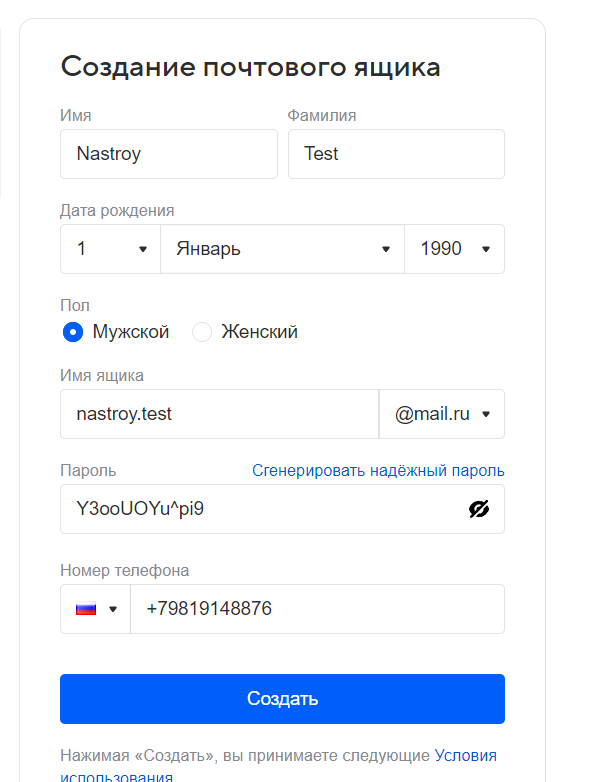 Создание почтового ящика
Имя Фамилия
Nastroy Test
Дата рождения
1 Январь 1990
Пол
Мужской Женский
Имя ящика
nastroy.test @mail.ru
Пароль Сгенерировать надёжный пароль
Y3ooUOYu^pi9
Номер телефона
+79819148876
Создать
Нажимая «Создать», вы принимаете следующие Условия
использования